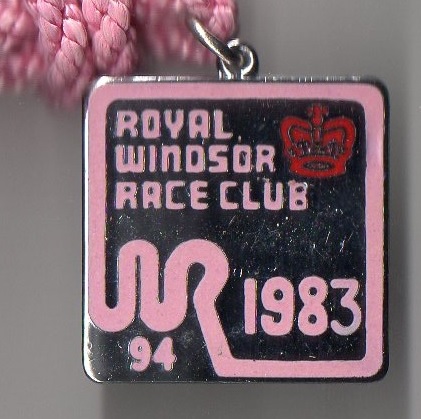 ROYAL
WINDSOR
RACE CLUB
1983
94